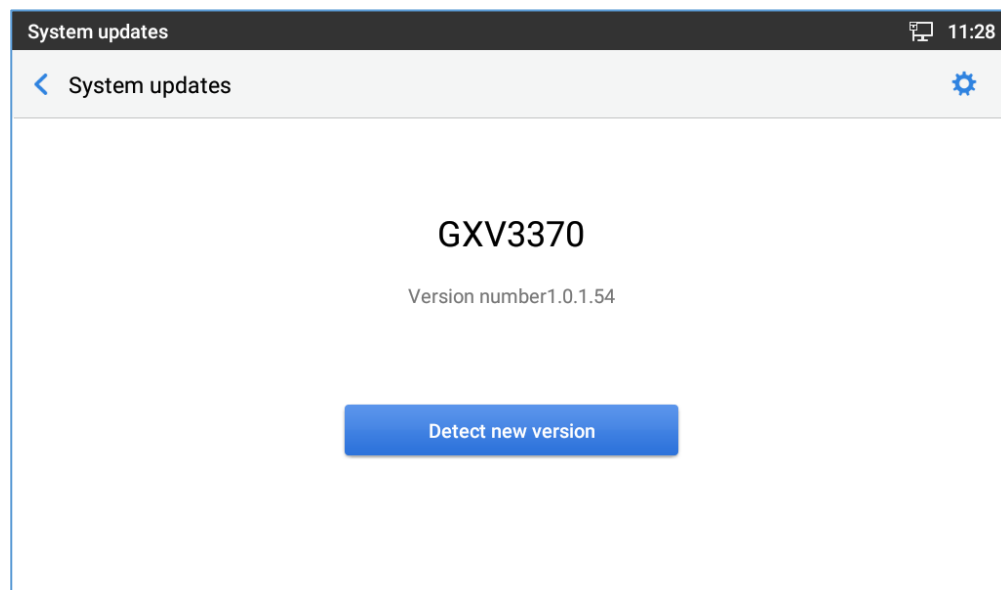 System updates 11:28
System updates
GXV3370
Version number1.0.1.54
Detect new version